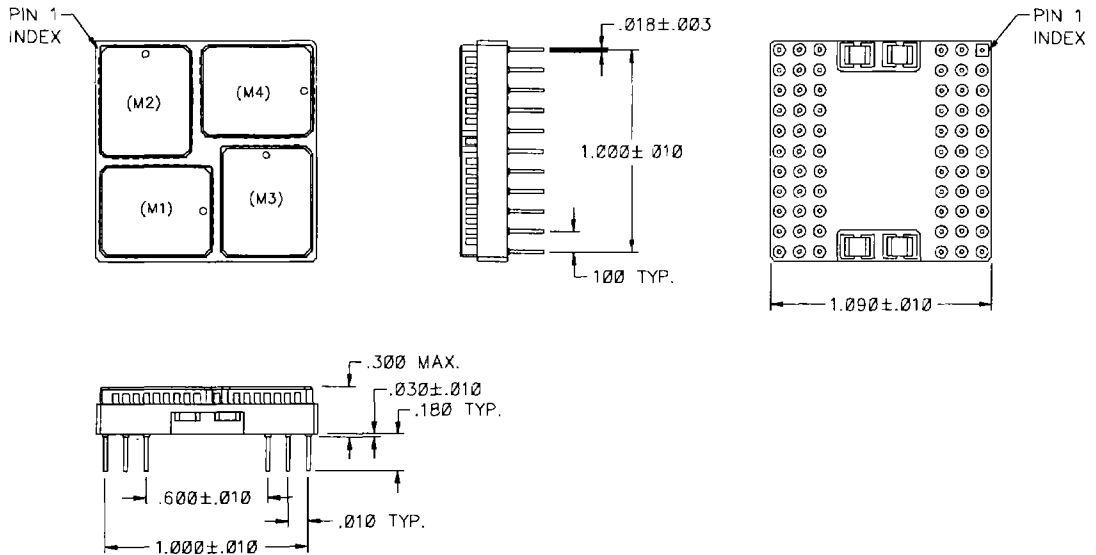 PIN 1
INDEX
(M2)
(M4)
(M1)
(M3)
.018±.003
1.000±.010
.100 TYP.
PIN 1
INDEX
1.090±.010
.300 MAX.
.030±.010
.180 TYP.
.600±.010
.010 TYP.
1.000±.010